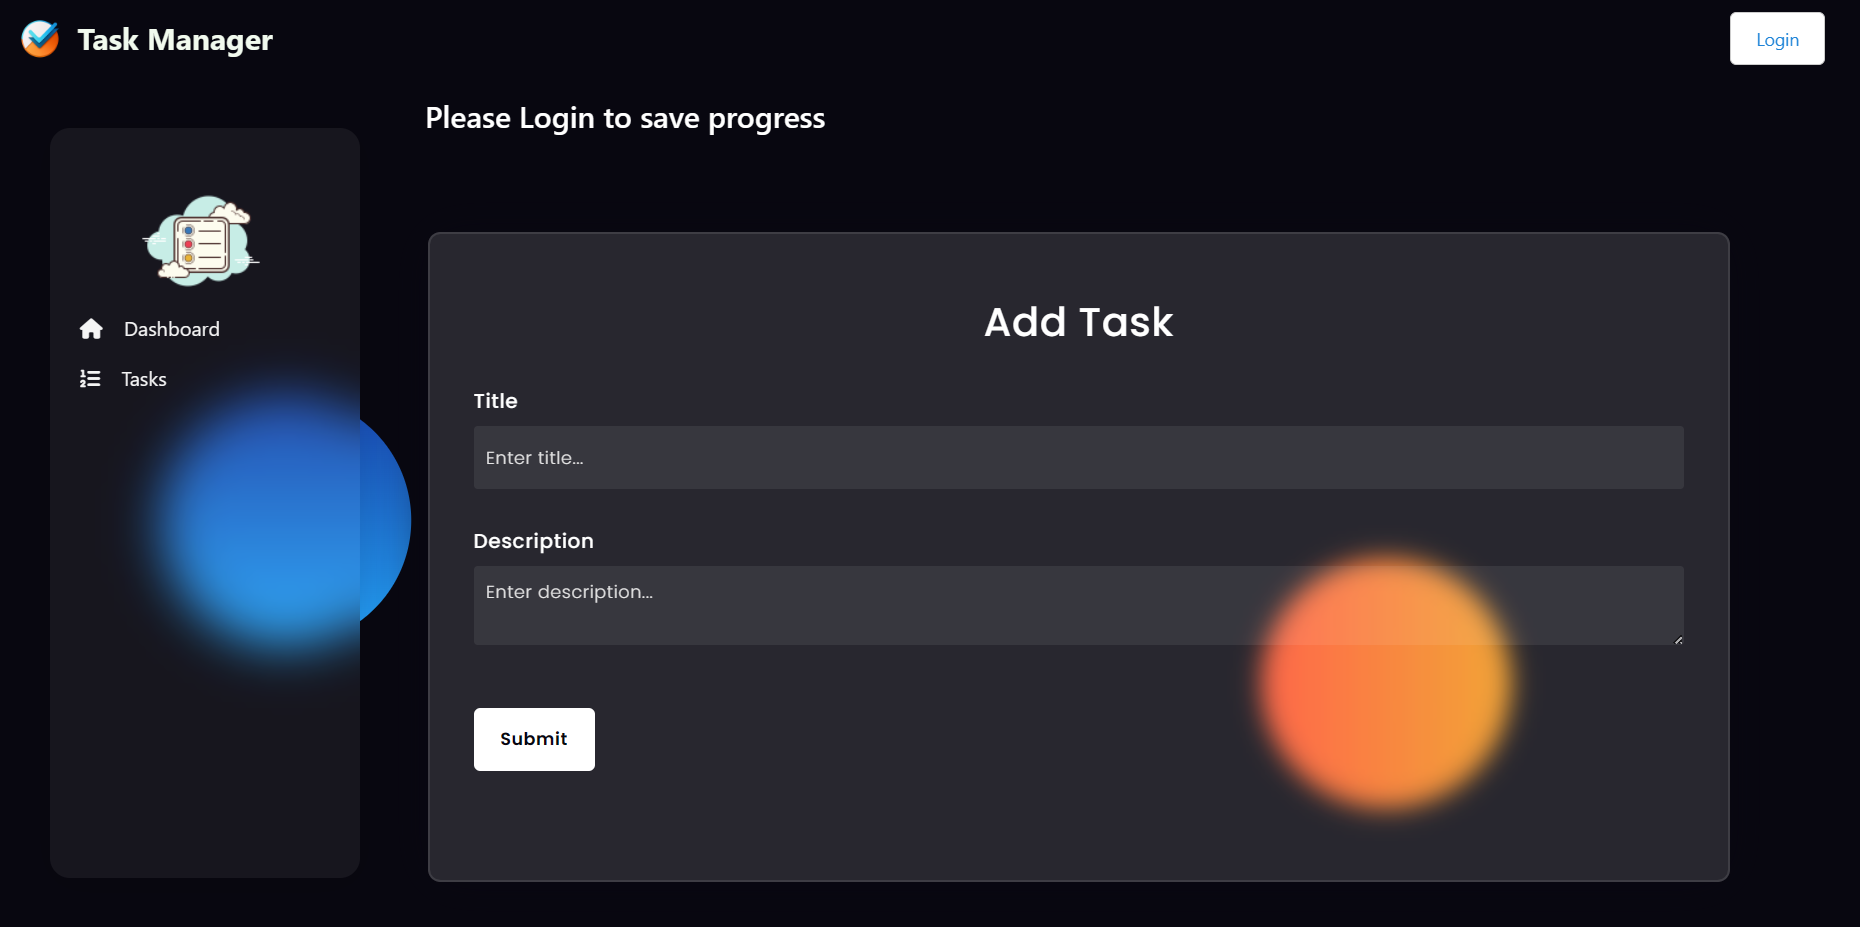 Task Manager
Login
Please Login to save progress
Dashboard
Tasks
Add Task
Title
Enter title...
Description
Enter description...
Submit